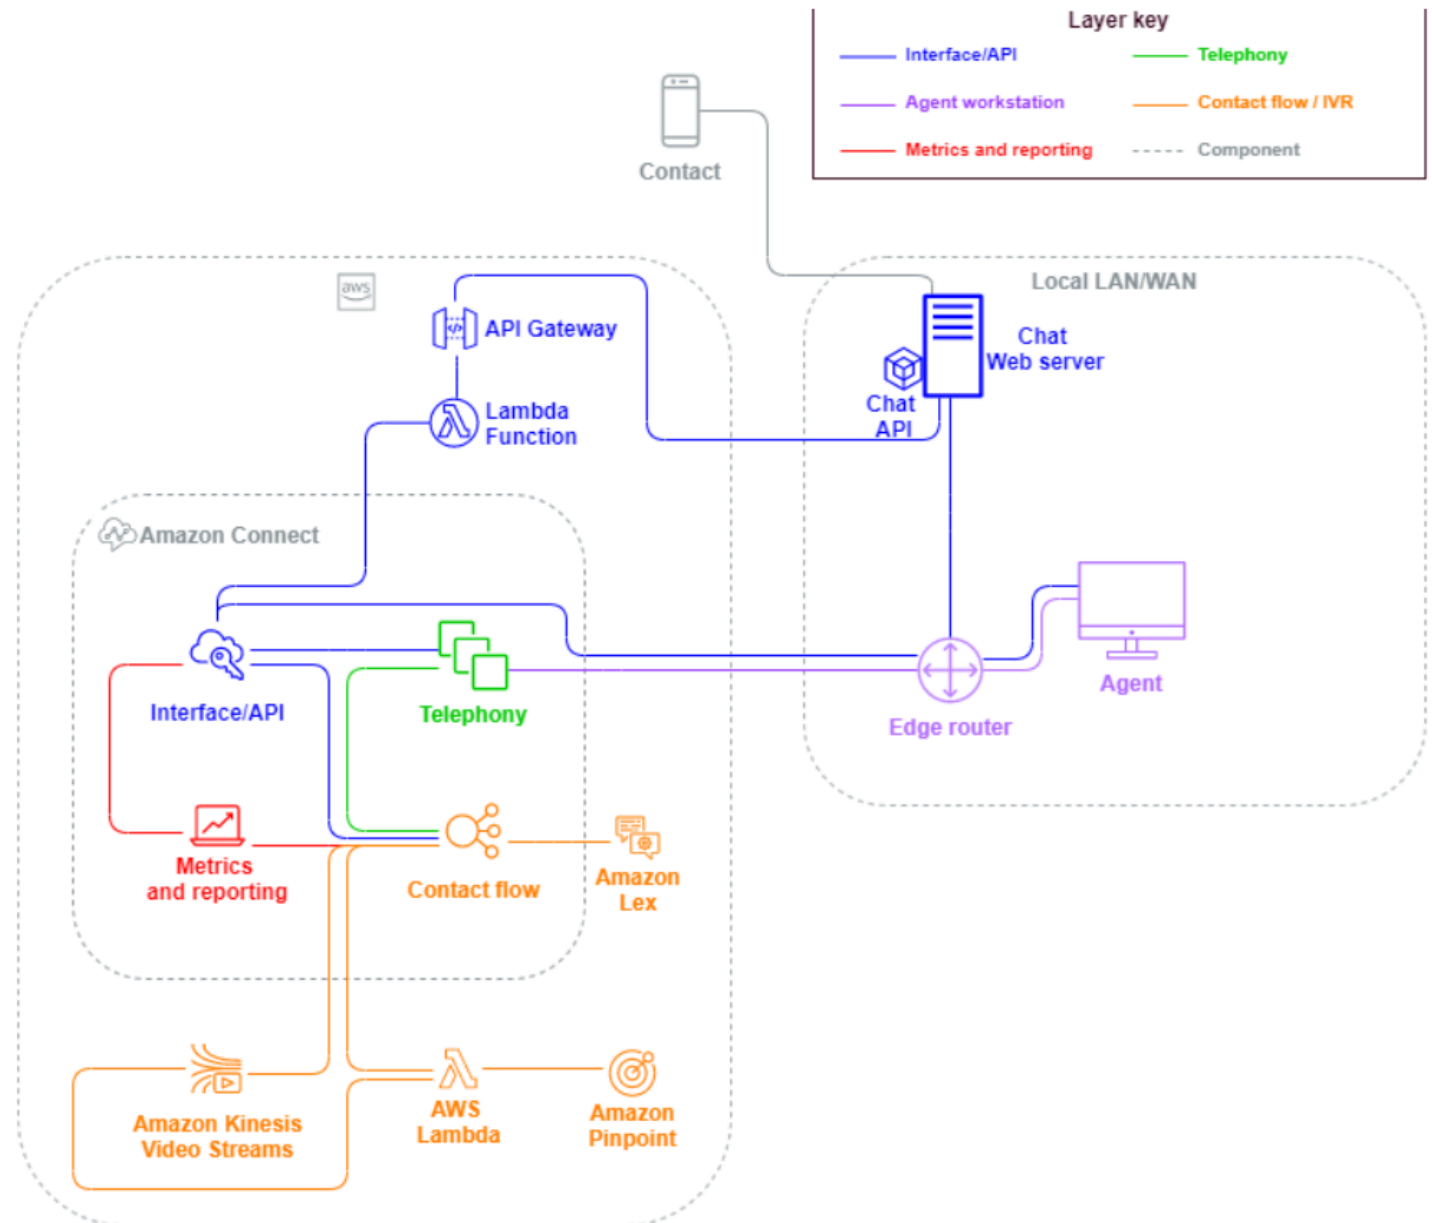 Layer key
Interface/API
Telephony
Agent workstation
Contact flow / IVR
Metrics and reporting
Component
Contact
aws
API Gateway
Lambda
Function
Local LAN/WAN
Chat
Web server
Chat
API
Amazon Connect
Interface/API
Telephony
Edge router
Agent
Metrics
and reporting
Contact flow
Amazon
Lex
Amazon Kinesis
Video Streams
AWS
Lambda
Amazon
Pinpoint